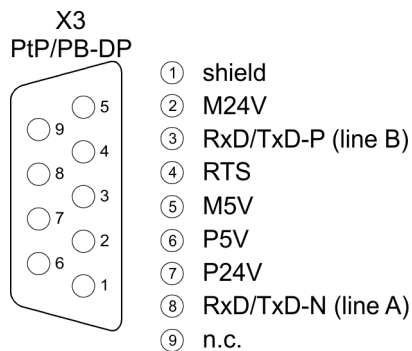 X3
PtP/PB-DP
5
9
4
8
3
7
2
6
1
① shield
② M24V
③ RxD/TxD-P (line B)
④ RTS
⑤ M5V
⑥ P5V
⑦ P24V
⑧ RxD/TxD-N (line A)
⑨ n.c.